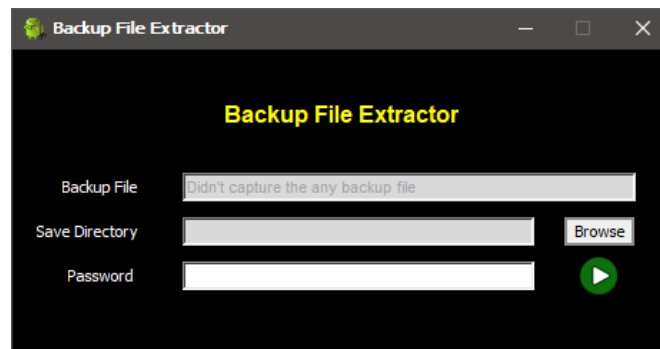 Backup File Extractor
Backup File Extractor
Backup File
Didn't capture the any backup file
Save Directory
Browse
Password